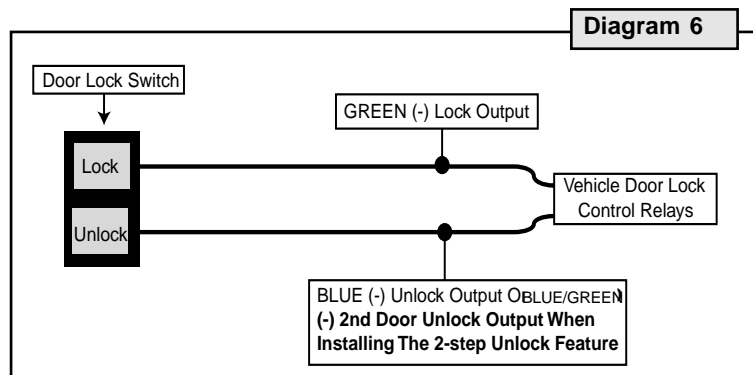 Diagram 6
Door Lock Switch
GREEN (-) Lock Output
Lock
Vehicle Door Lock
Control Relays
Unlock
BLUE (-) Unlock Output O BLUE/GREEN
(-) 2nd Door Unlock Output When
Installing The 2-step Unlock Feature